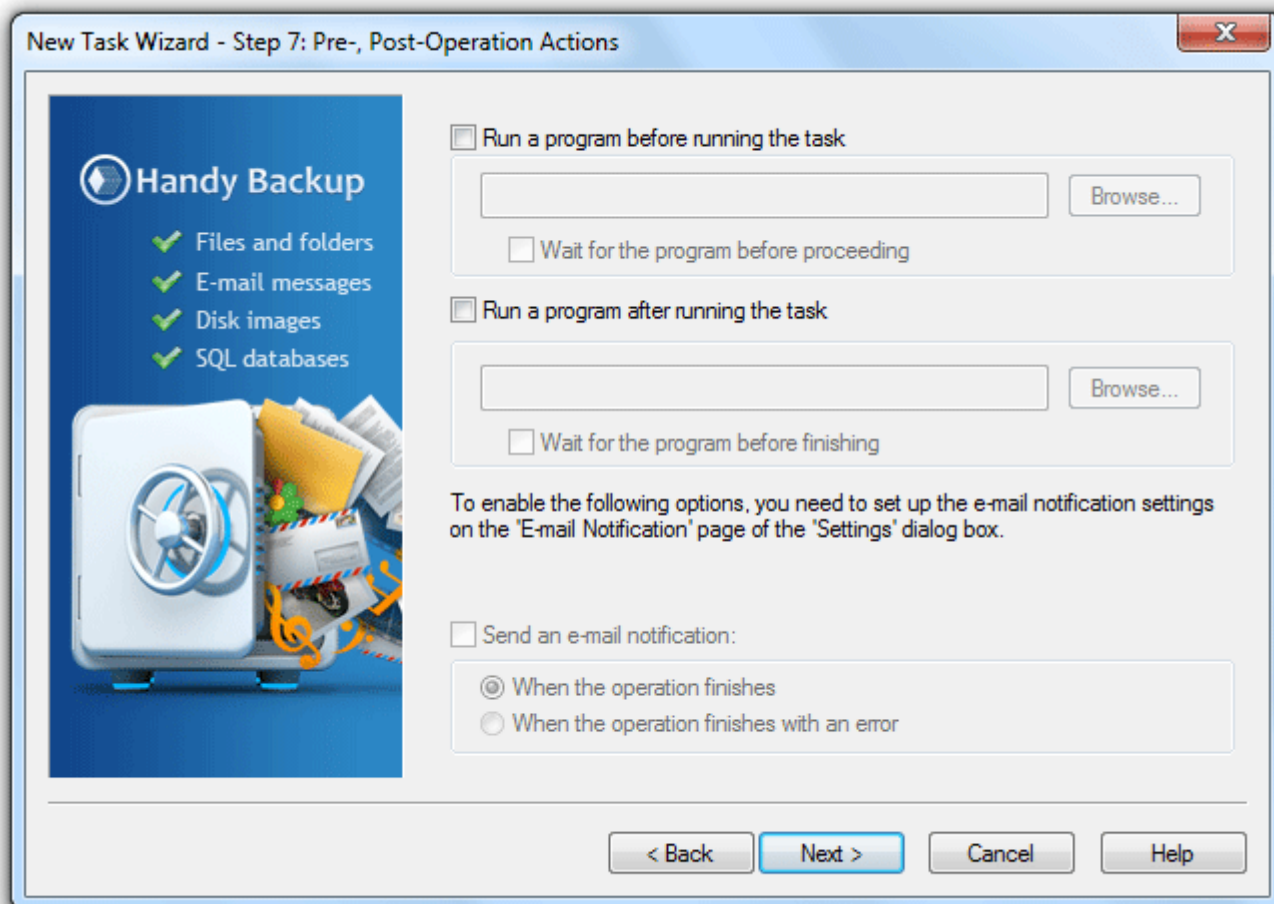 New Task Wizard - Step 7: Pre-, Post-Operation Actions
Handy Backup
Files and folders
E-mail messages
Disk images
SQL databases
Run a program before running the task
Browse...
Wait for the program before proceeding
Run a program after running the task
Browse...
Wait for the program before finishing
To enable the following options, you need to set up the e-mail notification settings
on the "E-mail Notification" page of the "Settings" dialog box.
Send an e-mail notification:
When the operation finishes
When the operation finishes with an error
< Back
Next >
Cancel
Help